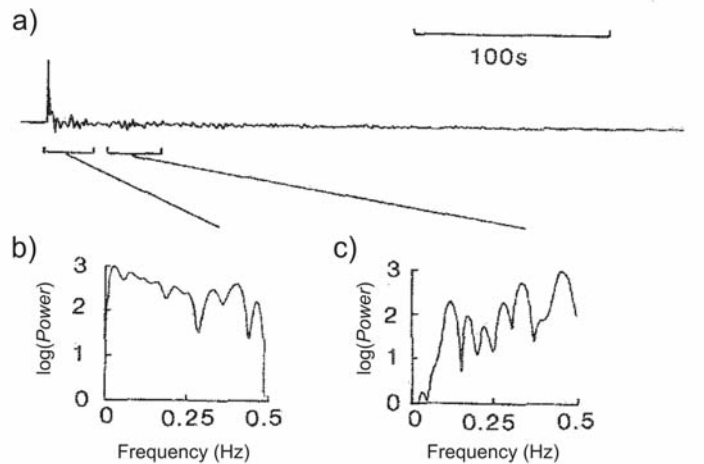 a)
100s
b)
c)
3
2
1
0
log(Power)
0 0.25 0.5
Frequency (Hz)
3
2
1
0
log(Power)
0 0.25 0.5
Frequency (Hz)